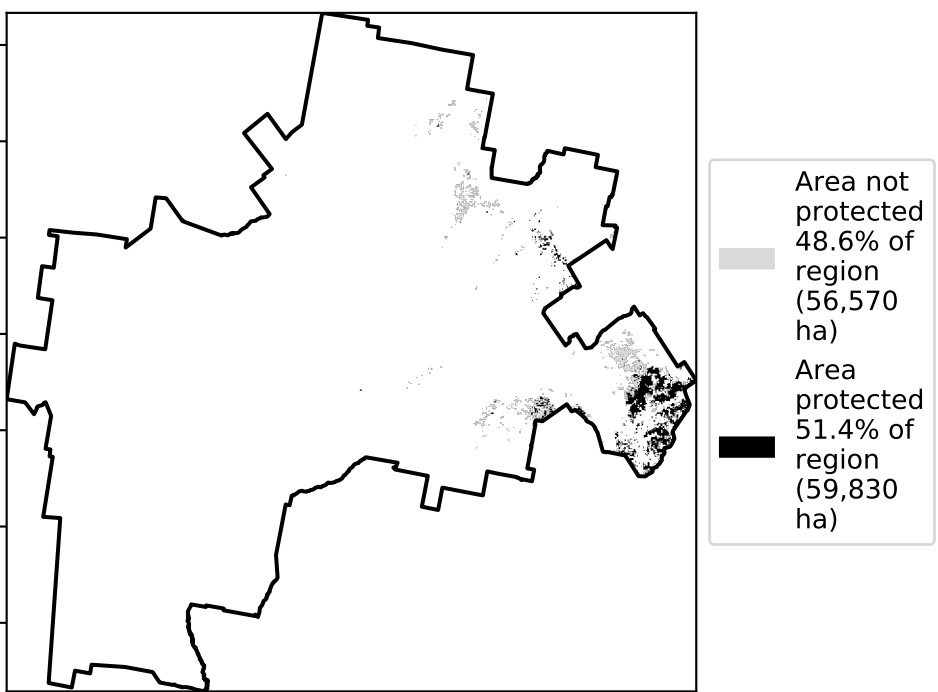 Area not
protected
48.6% of
region
(56,570
ha)
Area
protected
51.4% of
region
(59,830
ha)